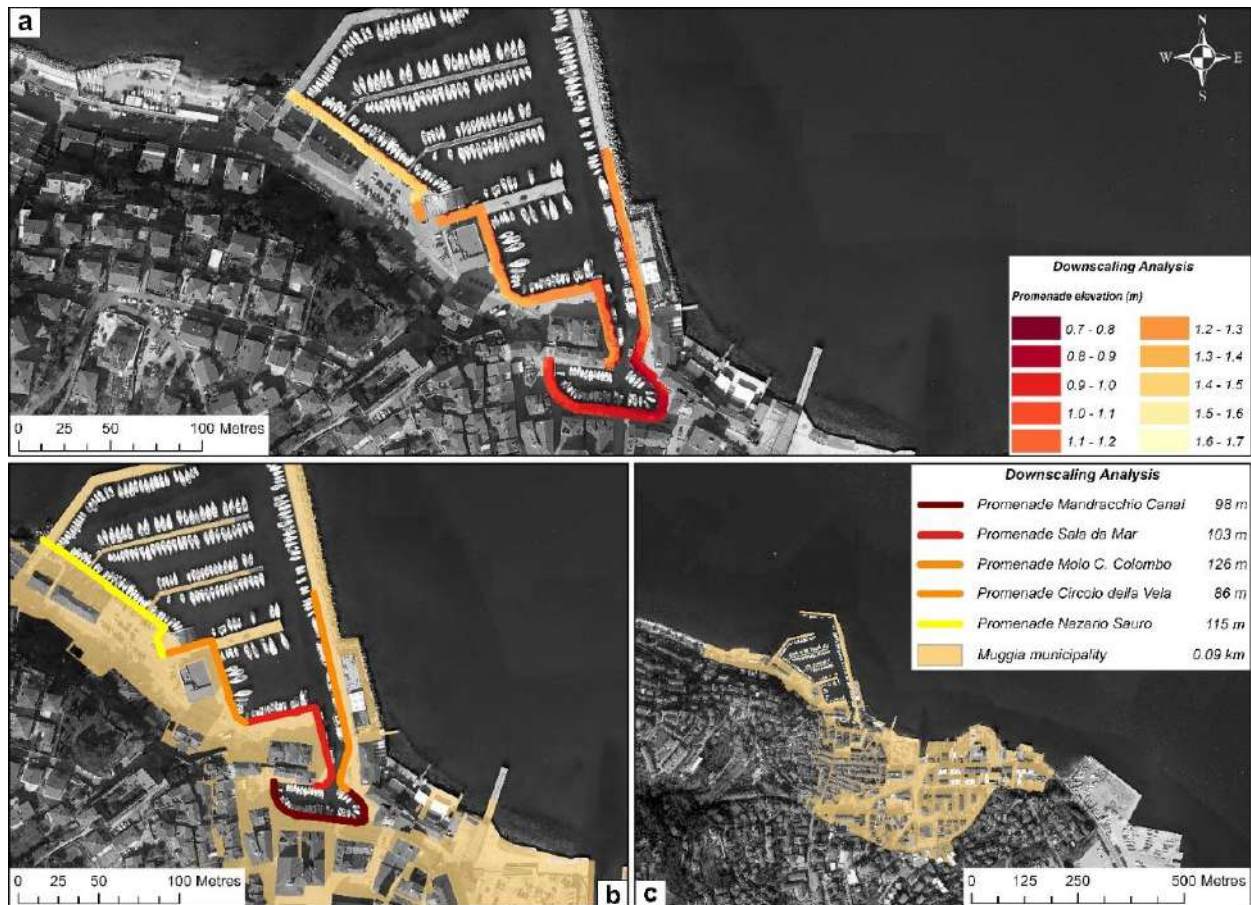 a
N
W E
S
Downscaling Analysis
Promenade elevation (m)
0.7 - 0.8 1.2 - 1.3
0.8 - 0.9 1.3 - 1.4
0.9 - 1.0 1.4 - 1.5
1.0 - 1.1 1.5 - 1.6
1.1 - 1.2 1.6 - 1.7
0 25 50 100 Metres
Downscaling Analysis
Promenade Mandracchio Canal 98 m
Promenade Sala da Mar 103 m
Promenade Molo C. Colombo 126 m
Promenade Circolo della Vela 86 m
Promenade Nazario Sauro 115 m
Muggia municipality 0.09 km
0 25 50 100 Metres
b
c
0 125 250 500 Metres